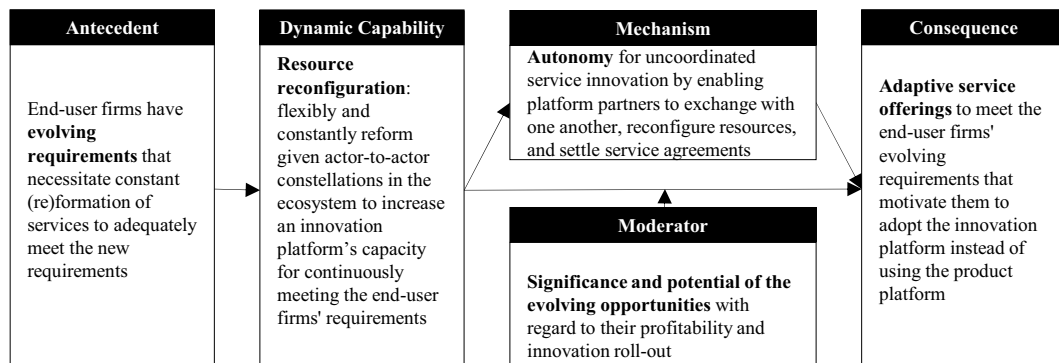 Antecedent
End-user firms have
evolving
requirements that
necessitate constant
(re)formation of
services to adequately
meet the new
requirements
Dynamic Capability
Resource
reconfiguration:
flexibly and
constantly reform
given actor-to-actor
constellations in the
ecosystem to increase
an innovation
platform's capacity
for continuously
meeting the end-user
firms' requirements
Mechanism
Autonomy for uncoordinated
service innovation by enabling
platform partners to exchange with
one another, reconfigure resources,
and settle service agreements
Moderator
Significance and potential of the
evolving opportunities with
regard to their profitability and
innovation roll-out
Consequence
Adaptive service
offerings to meet the
end-user firms'
evolving
requirements that
motivate them to
adopt the innovation
platform instead of
using the product
platform